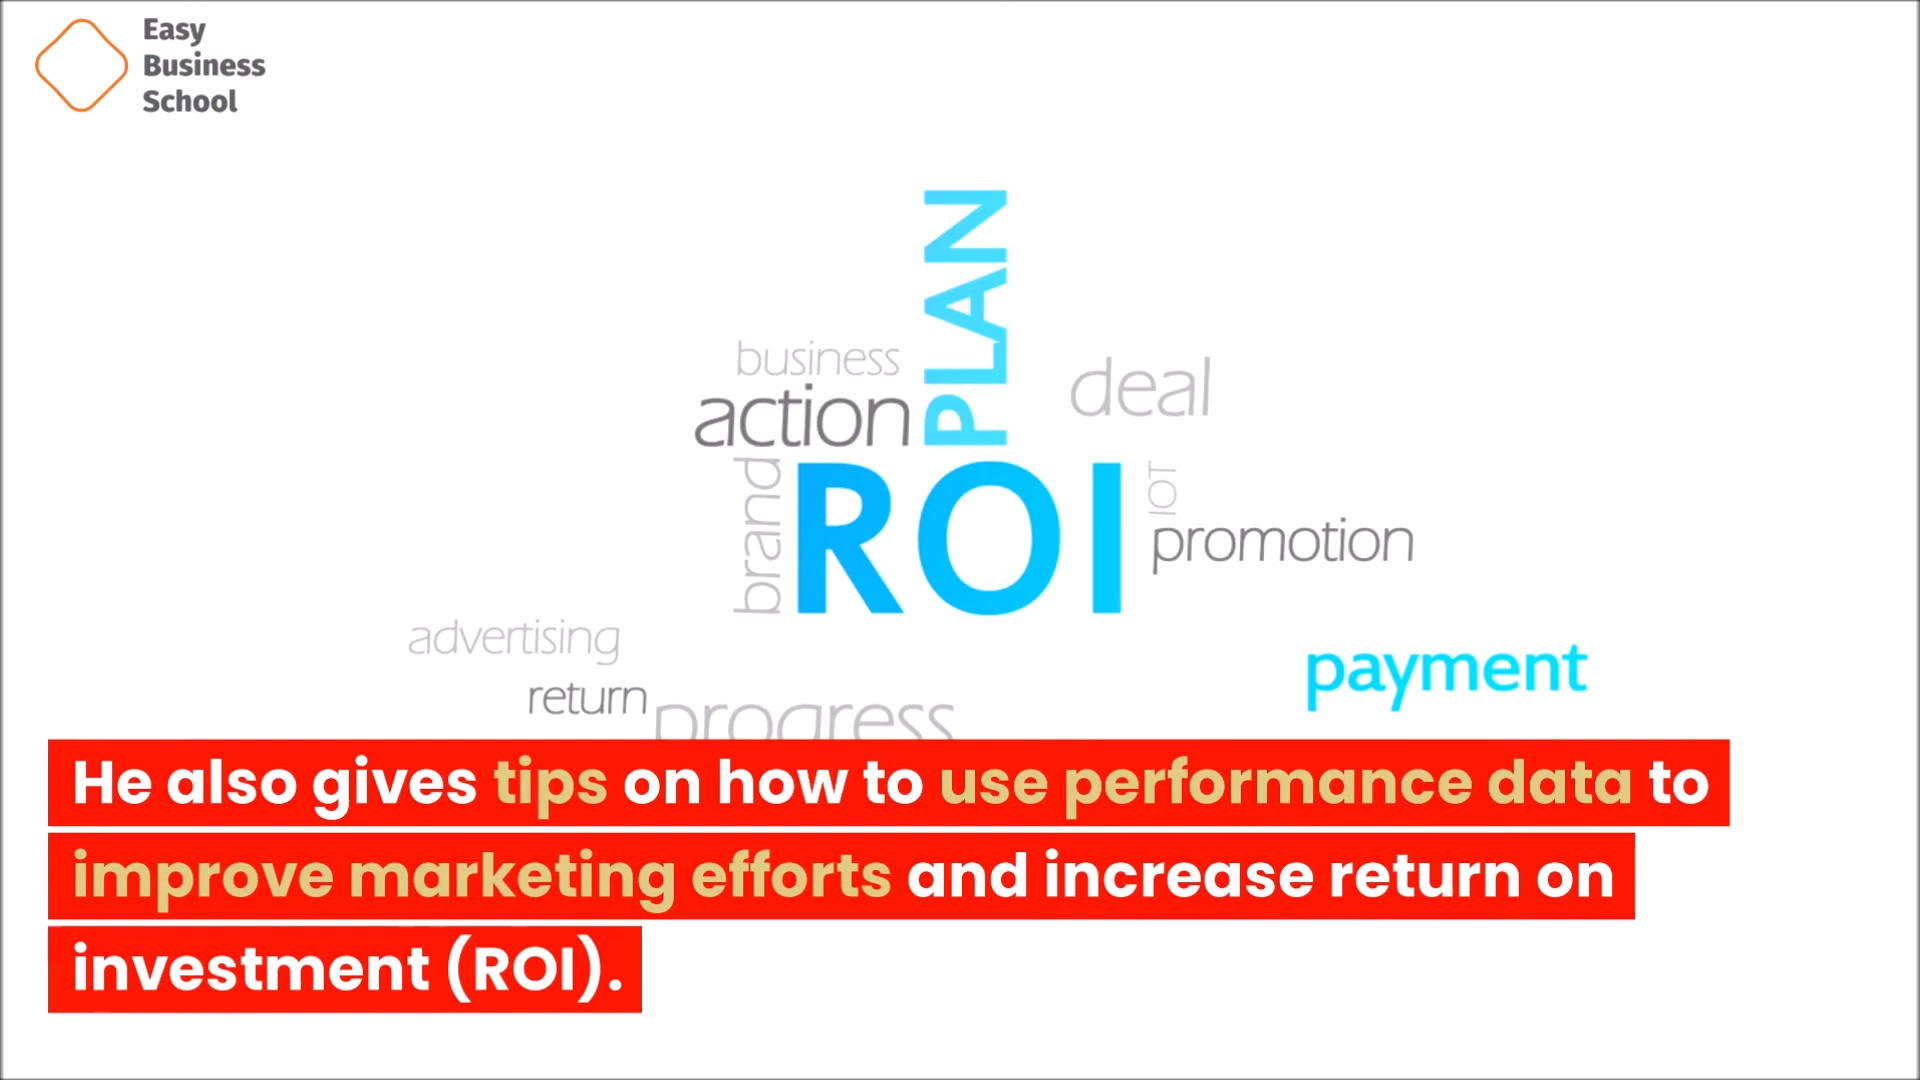 Easy
Business
School
PLAN
business
deal
action
brand
ROI
IOT
promotion
advertising
payment
return
progress
He also gives tips on how to use performance data to
improve marketing efforts and increase return on
investment (ROI).